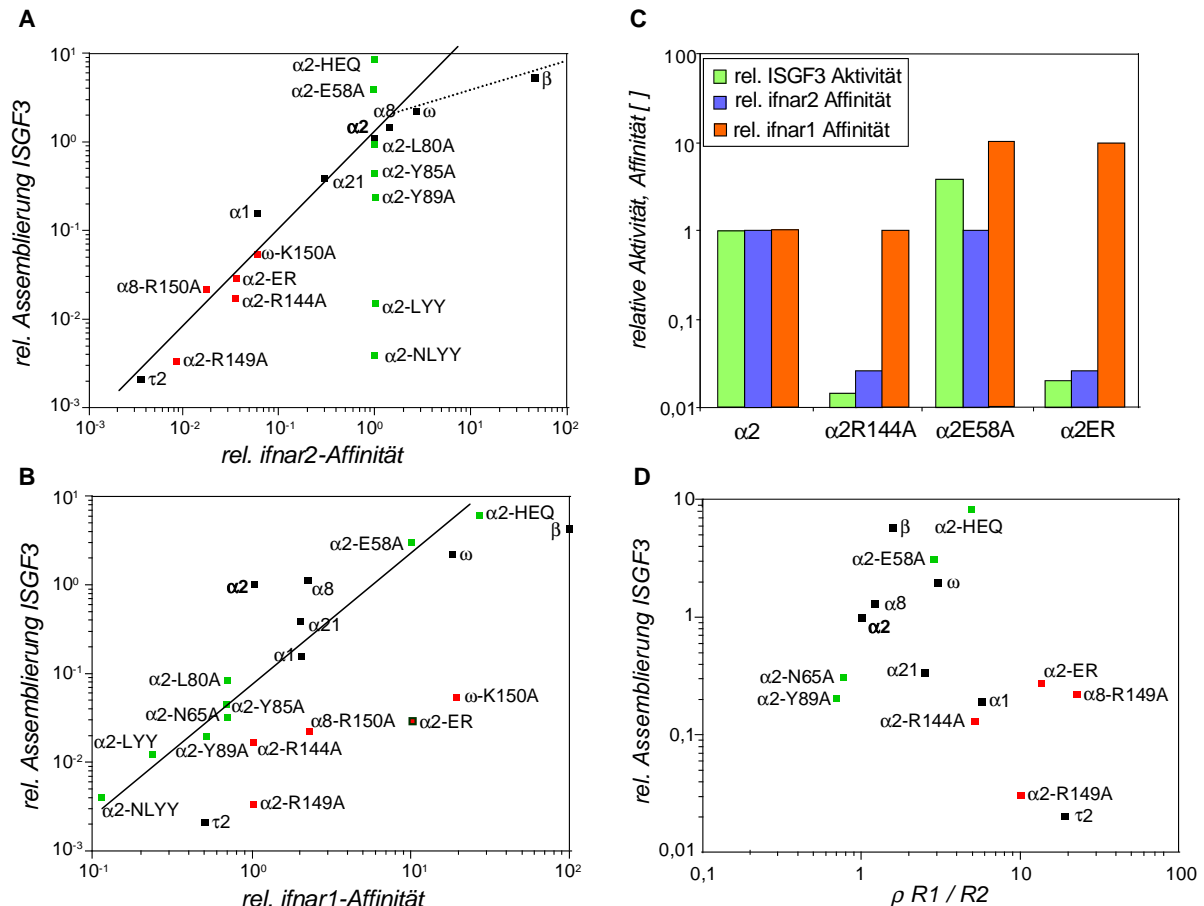 A
10¹
10⁰
10⁻¹
10⁻²
10⁻³
rel. Assemblierung ISGF3
α2-HEQ
α2-E58A
β
α8
ω
α2
α2-L80A
α2-Y85A
α21
α2-Y89A
α1
ω-K150A
α2-ER
α8-R150A
α2-R144A
α2-LYY
α2-R149A
α2-NLYY
τ2
10⁻³ 10⁻² 10⁻¹ 10⁰ 10¹ 10²
rel. ifnar2-Affinität
C
100
10
1
0,1
0,01
relative Aktivität, Affinität [ ]
rel. ISGF3 Aktivität
rel. ifnar2 Affinität
rel. ifnar1 Affinität
α2 α2R144A α2E58A α2ER
B
10¹
10⁰
10⁻¹
10⁻²
10⁻³
rel. Assemblierung ISGF3
α2-HEQ
β
α2-E58A
ω
α2
α8
α21
α1
α2-L80A
α2-Y85A
α2-N65A
ω-K150A
α8-R150A
α2-ER
α2-LYY
α2-Y89A
α2-R144A
α2-NLYY
α2-R149A
τ2
10⁻¹ 10⁰ 10¹ 10²
rel. ifnar1-Affinität
D
10
1
0,1
0,01
rel. Assemblierung ISGF3
β
α2-HEQ
α2-E58A
ω
α8
α2
α21
α2-ER
α2-N65A
α2-Y89A
α1
α8-R149A
α2-R144A
α2-R149A
τ2
0,1 1 10 100
ρ R1 / R2